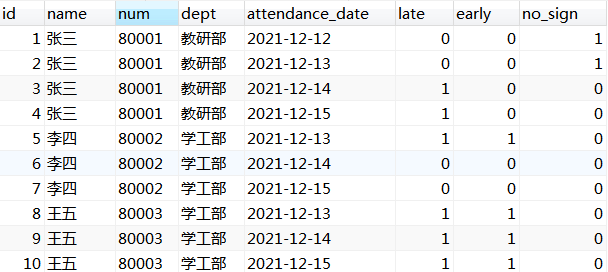 id name num dept attendance_date late early no_sign
1 张三 80001 教研部 2021-12-12 0 0 1
2 张三 80001 教研部 2021-12-13 0 0 1
3 张三 80001 教研部 2021-12-14 1 0 0
4 张三 80001 教研部 2021-12-15 1 0 0
5 李四 80002 学工部 2021-12-13 1 1 0
6 李四 80002 学工部 2021-12-14 0 0 0
7 李四 80002 学工部 2021-12-15 0 0 0
8 王五 80003 学工部 2021-12-13 1 1 0
9 王五 80003 学工部 2021-12-14 1 1 0
10 王五 80003 学工部 2021-12-15 1 1 0